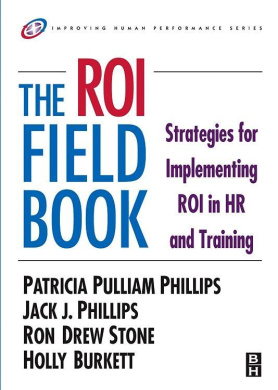 IMPROVING HUMAN PERFORMANCE SERIES
THE ROI
FIELD
BOOK
Strategies for
Implementing
ROI in HR
and Training
PATRICIA PULLIAM PHILLIPS
JACK J. PHILLIPS
RON DREW STONE
HOLLY BURKETT
B
H